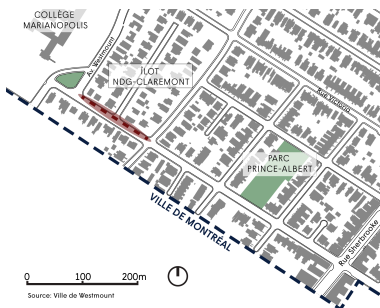 COLLÈGE
MARIANOPOLIS
Av. Westmount
ÎLOT
NDG-CLAREMONT
Rue Victoria
PARC
PRINCE-ALBERT
VILLE DE MONTRÉAL
Rue Sherbrooke
0 100 200m
Source: Ville de Westmount